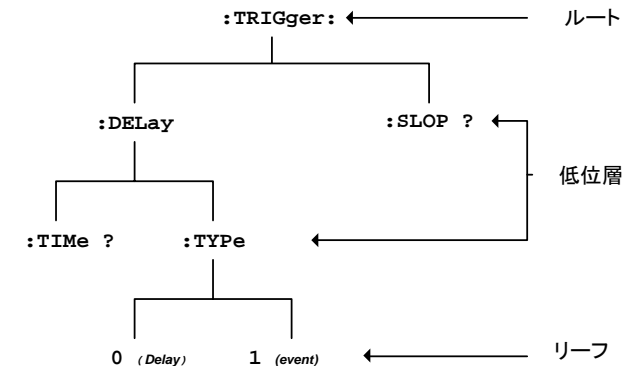 :TRIGger: ルート
:DELay :SLOP ?
低位層
:TIMe ? :TYPe
0 (Delay) 1 (event) リーフ